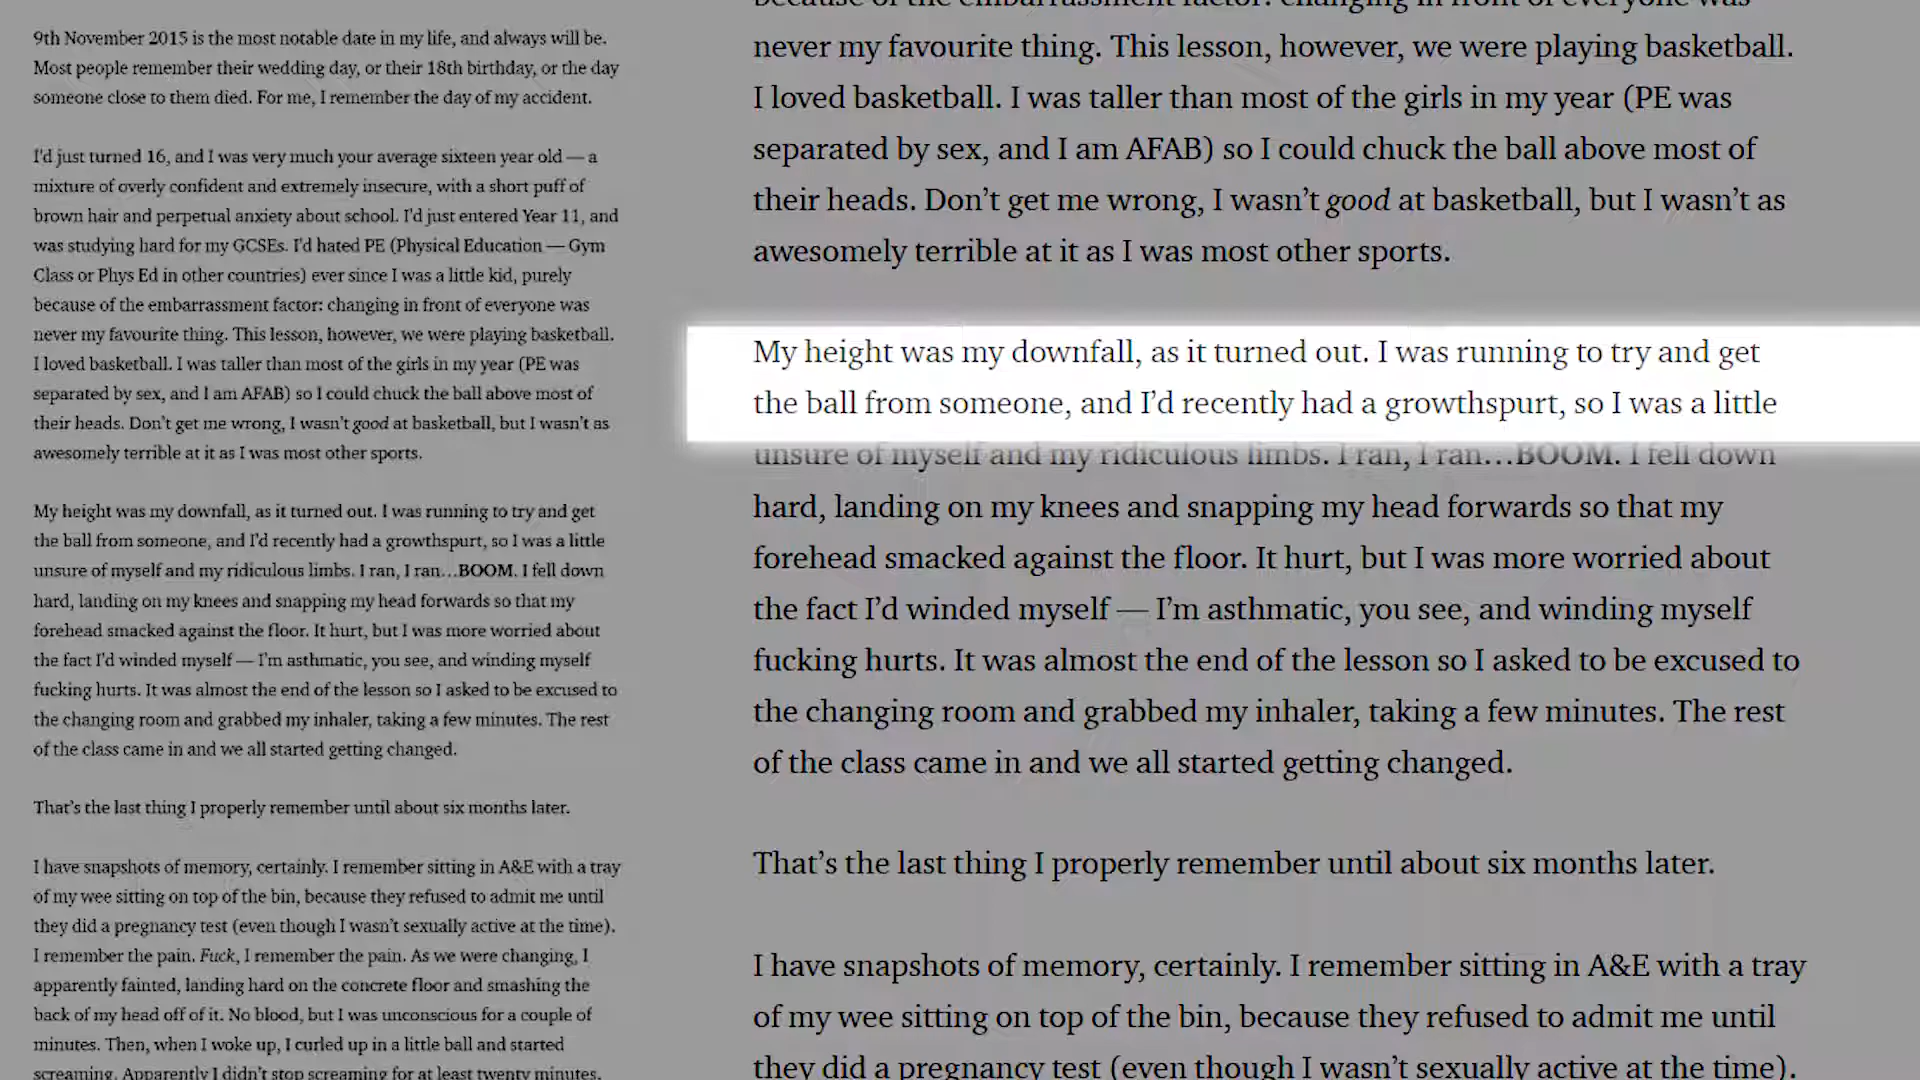 9th November 2015 is the most notable date in my life, and always will be.
Most people remember their wedding day, or their 18th birthday, or the day
someone close to them died. For me, I remember the day of my accident.
I'd just turned 16, and I was very much your average sixteen year old — a
mixture of overly confident and extremely insecure, with a short puff of
brown hair and perpetual anxiety about school. I'd just entered Year 11, and
was studying hard for my GCSEs. I'd hated PE (Physical Education — Gym
Class or Phys Ed in other countries) ever since I was a little kid, purely
because of the embarrassment factor: changing in front of everyone was
never my favourite thing. This lesson, however, we were playing basketball.
I loved basketball. I was taller than most of the girls in my year (PE was
separated by sex, and I am AFAB) so I could chuck the ball above most of
their heads. Don't get me wrong, I wasn't good at basketball, but I wasn't as
awesomely terrible at it as I was most other sports.
My height was my downfall, as it turned out. I was running to try and get
the ball from someone, and I'd recently had a growthspurt, so I was a little
unsure of myself and my ridiculous limbs. I ran, I ran…BOOM. I fell down
hard, landing on my knees and snapping my head forwards so that my
forehead smacked against the floor. It hurt, but I was more worried about
the fact I'd winded myself — I'm asthmatic, you see, and winding myself
fucking hurts. It was almost the end of the lesson so I asked to be excused to
the changing room and grabbed my inhaler, taking a few minutes. The rest
of the class came in and we all started getting changed.
That's the last thing I properly remember until about six months later.
I have snapshots of memory, certainly. I remember sitting in A&E with a tray
of my wee sitting on top of the bin, because they refused to admit me until
they did a pregnancy test (even though I wasn't sexually active at the time).
I remember the pain. Fuck, I remember the pain. As we were changing, I
apparently fainted, landing hard on the concrete floor and smashing the
back of my head off of it. No blood, but I was unconscious for a couple of
minutes. Then, when I woke up, I curled up in a little ball and started
screaming. Apparently I didn't stop screaming for at least twenty minutes.
because of the embarrassment factor: changing in front of everyone was
never my favourite thing. This lesson, however, we were playing basketball.
I loved basketball. I was taller than most of the girls in my year (PE was
separated by sex, and I am AFAB) so I could chuck the ball above most of
their heads. Don't get me wrong, I wasn't good at basketball, but I wasn't as
awesomely terrible at it as I was most other sports.
My height was my downfall, as it turned out. I was running to try and get
the ball from someone, and I'd recently had a growthspurt, so I was a little
unsure of myself and my ridiculous limbs. I ran, I ran…BOOM. I fell down
hard, landing on my knees and snapping my head forwards so that my
forehead smacked against the floor. It hurt, but I was more worried about
the fact I'd winded myself — I'm asthmatic, you see, and winding myself
fucking hurts. It was almost the end of the lesson so I asked to be excused to
the changing room and grabbed my inhaler, taking a few minutes. The rest
of the class came in and we all started getting changed.
That's the last thing I properly remember until about six months later.
I have snapshots of memory, certainly. I remember sitting in A&E with a tray
of my wee sitting on top of the bin, because they refused to admit me until
they did a pregnancy test (even though I wasn't sexually active at the time).